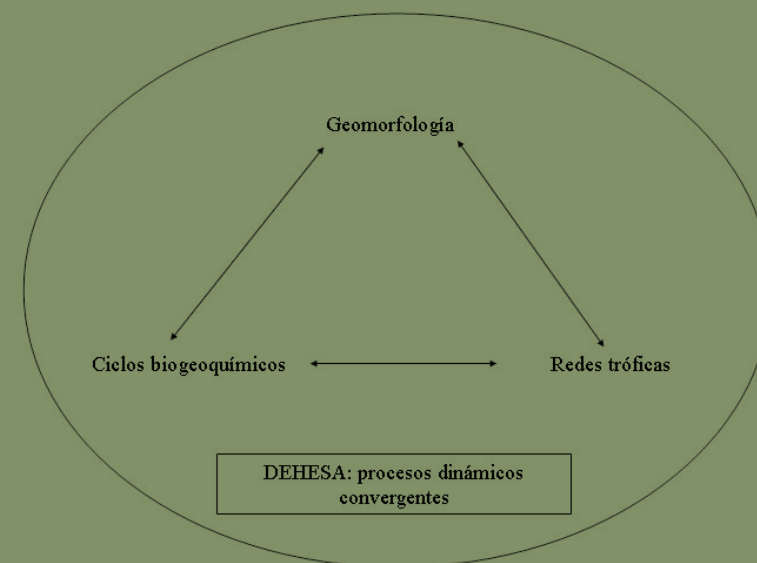 Geomorfología
Ciclos biogeoquímicos
Redes tróficas
DEHESA: procesos dinámicos
convergentes